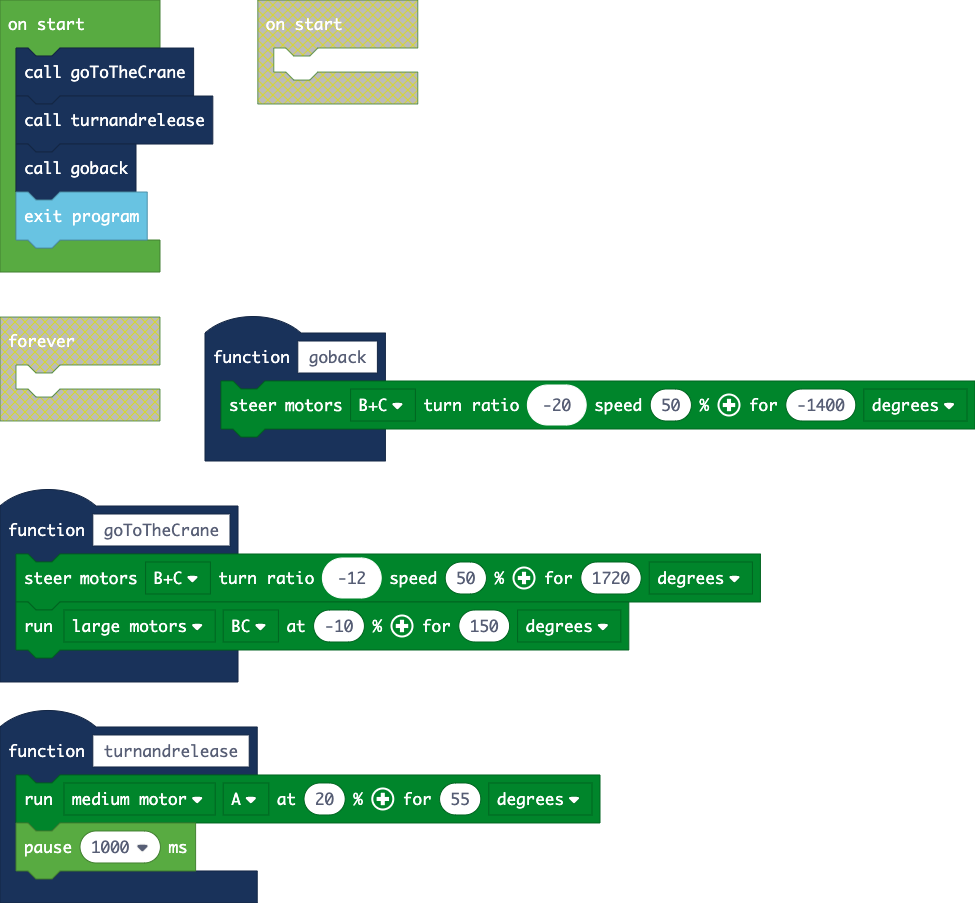 on start
call goToTheCrane
call turnandrelease
call goback
exit program
on start
forever
function goback
steer motors B+C turn ratio -20 speed 50 % for -1400 degrees
function goToTheCrane
steer motors B+C turn ratio -12 speed 50 % for 1720 degrees
run large motors BC at -10 % for 150 degrees
function turnandrelease
run medium motor A at 20 % for 55 degrees
pause 1000 ms